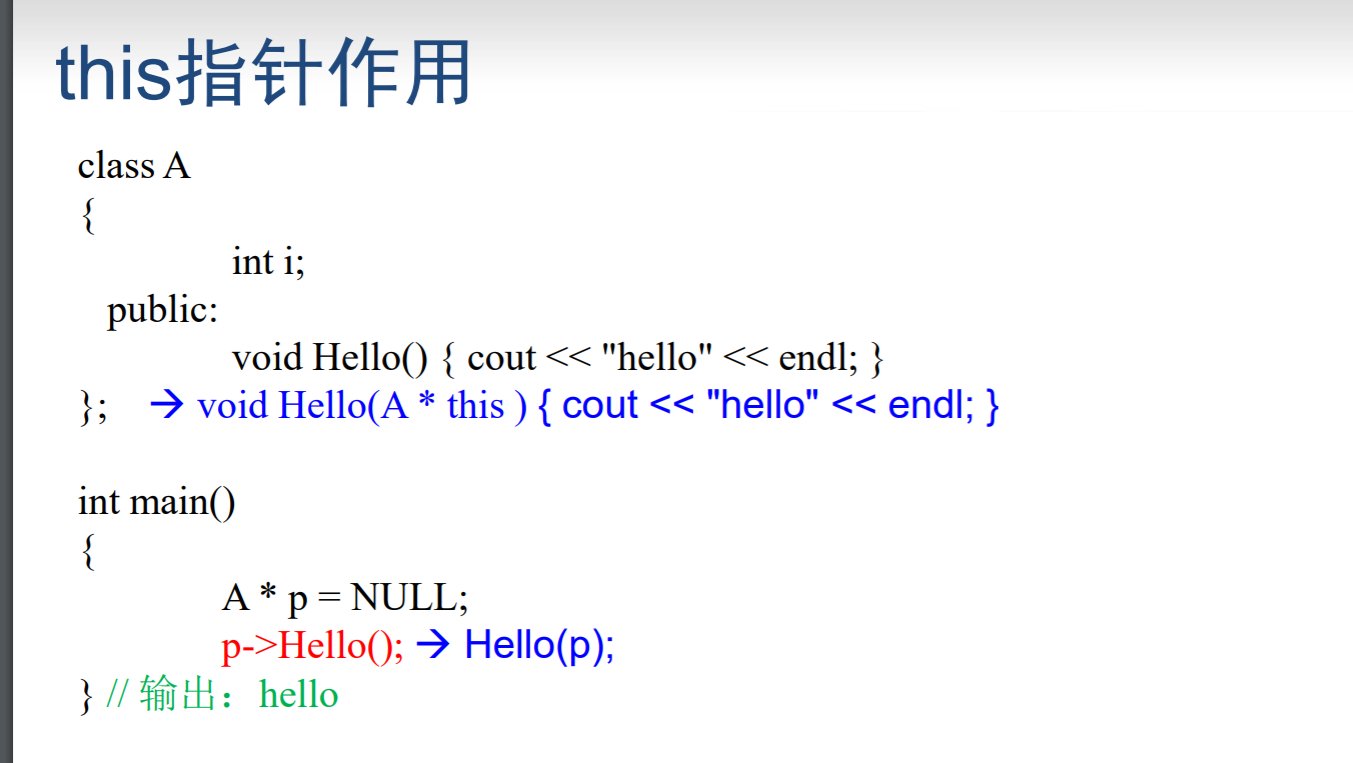 this指针作用
class A
{
int i;
public:
void Hello() { cout << "hello" << endl; }
}; → void Hello(A * this ) { cout << "hello" << endl; }
int main()
{
A * p = NULL;
p->Hello(); → Hello(p);
} // 输出：hello